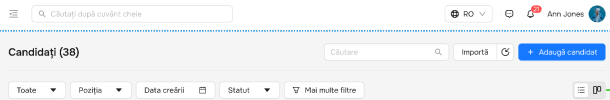 Căutați după cuvânt cheie
RO
21
Ann Jones
Candidați (38)
Căutare
Importă
+ Adaugă candidat
Toate
Poziția
Data creării
Statut
Mai multe filtre